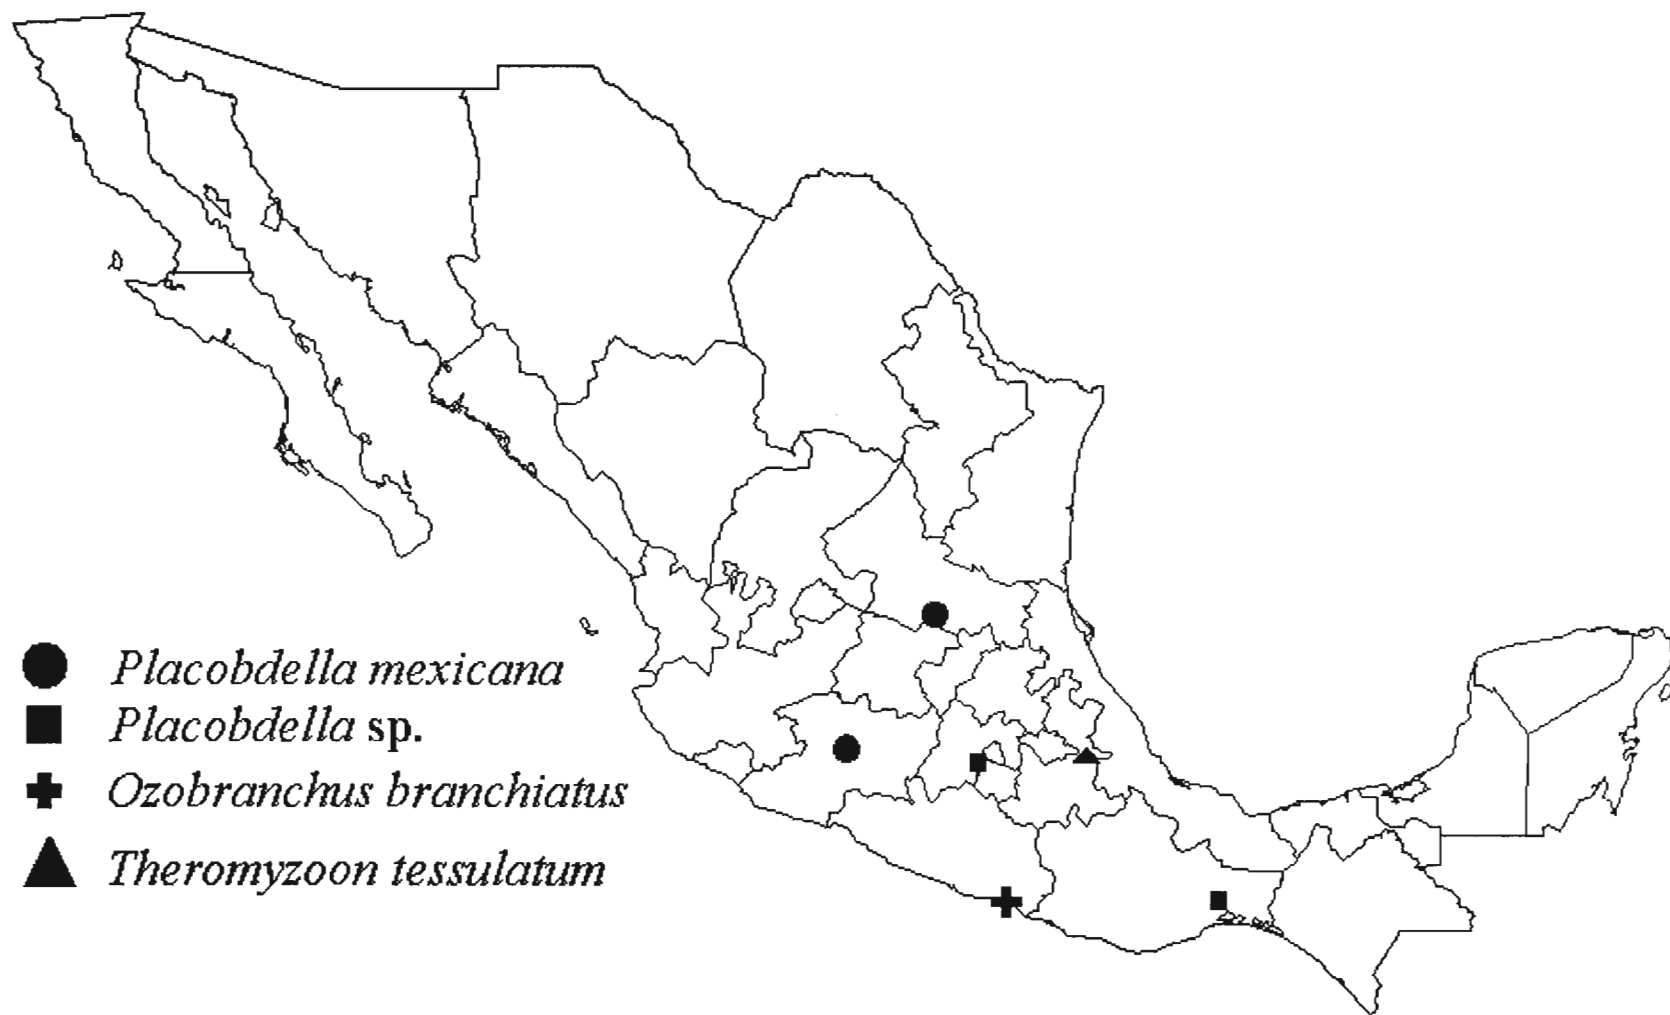 Placobdella mexicana
Placobdella sp.
Ozobranchus branchiatus
Theromyzoon tessulatum